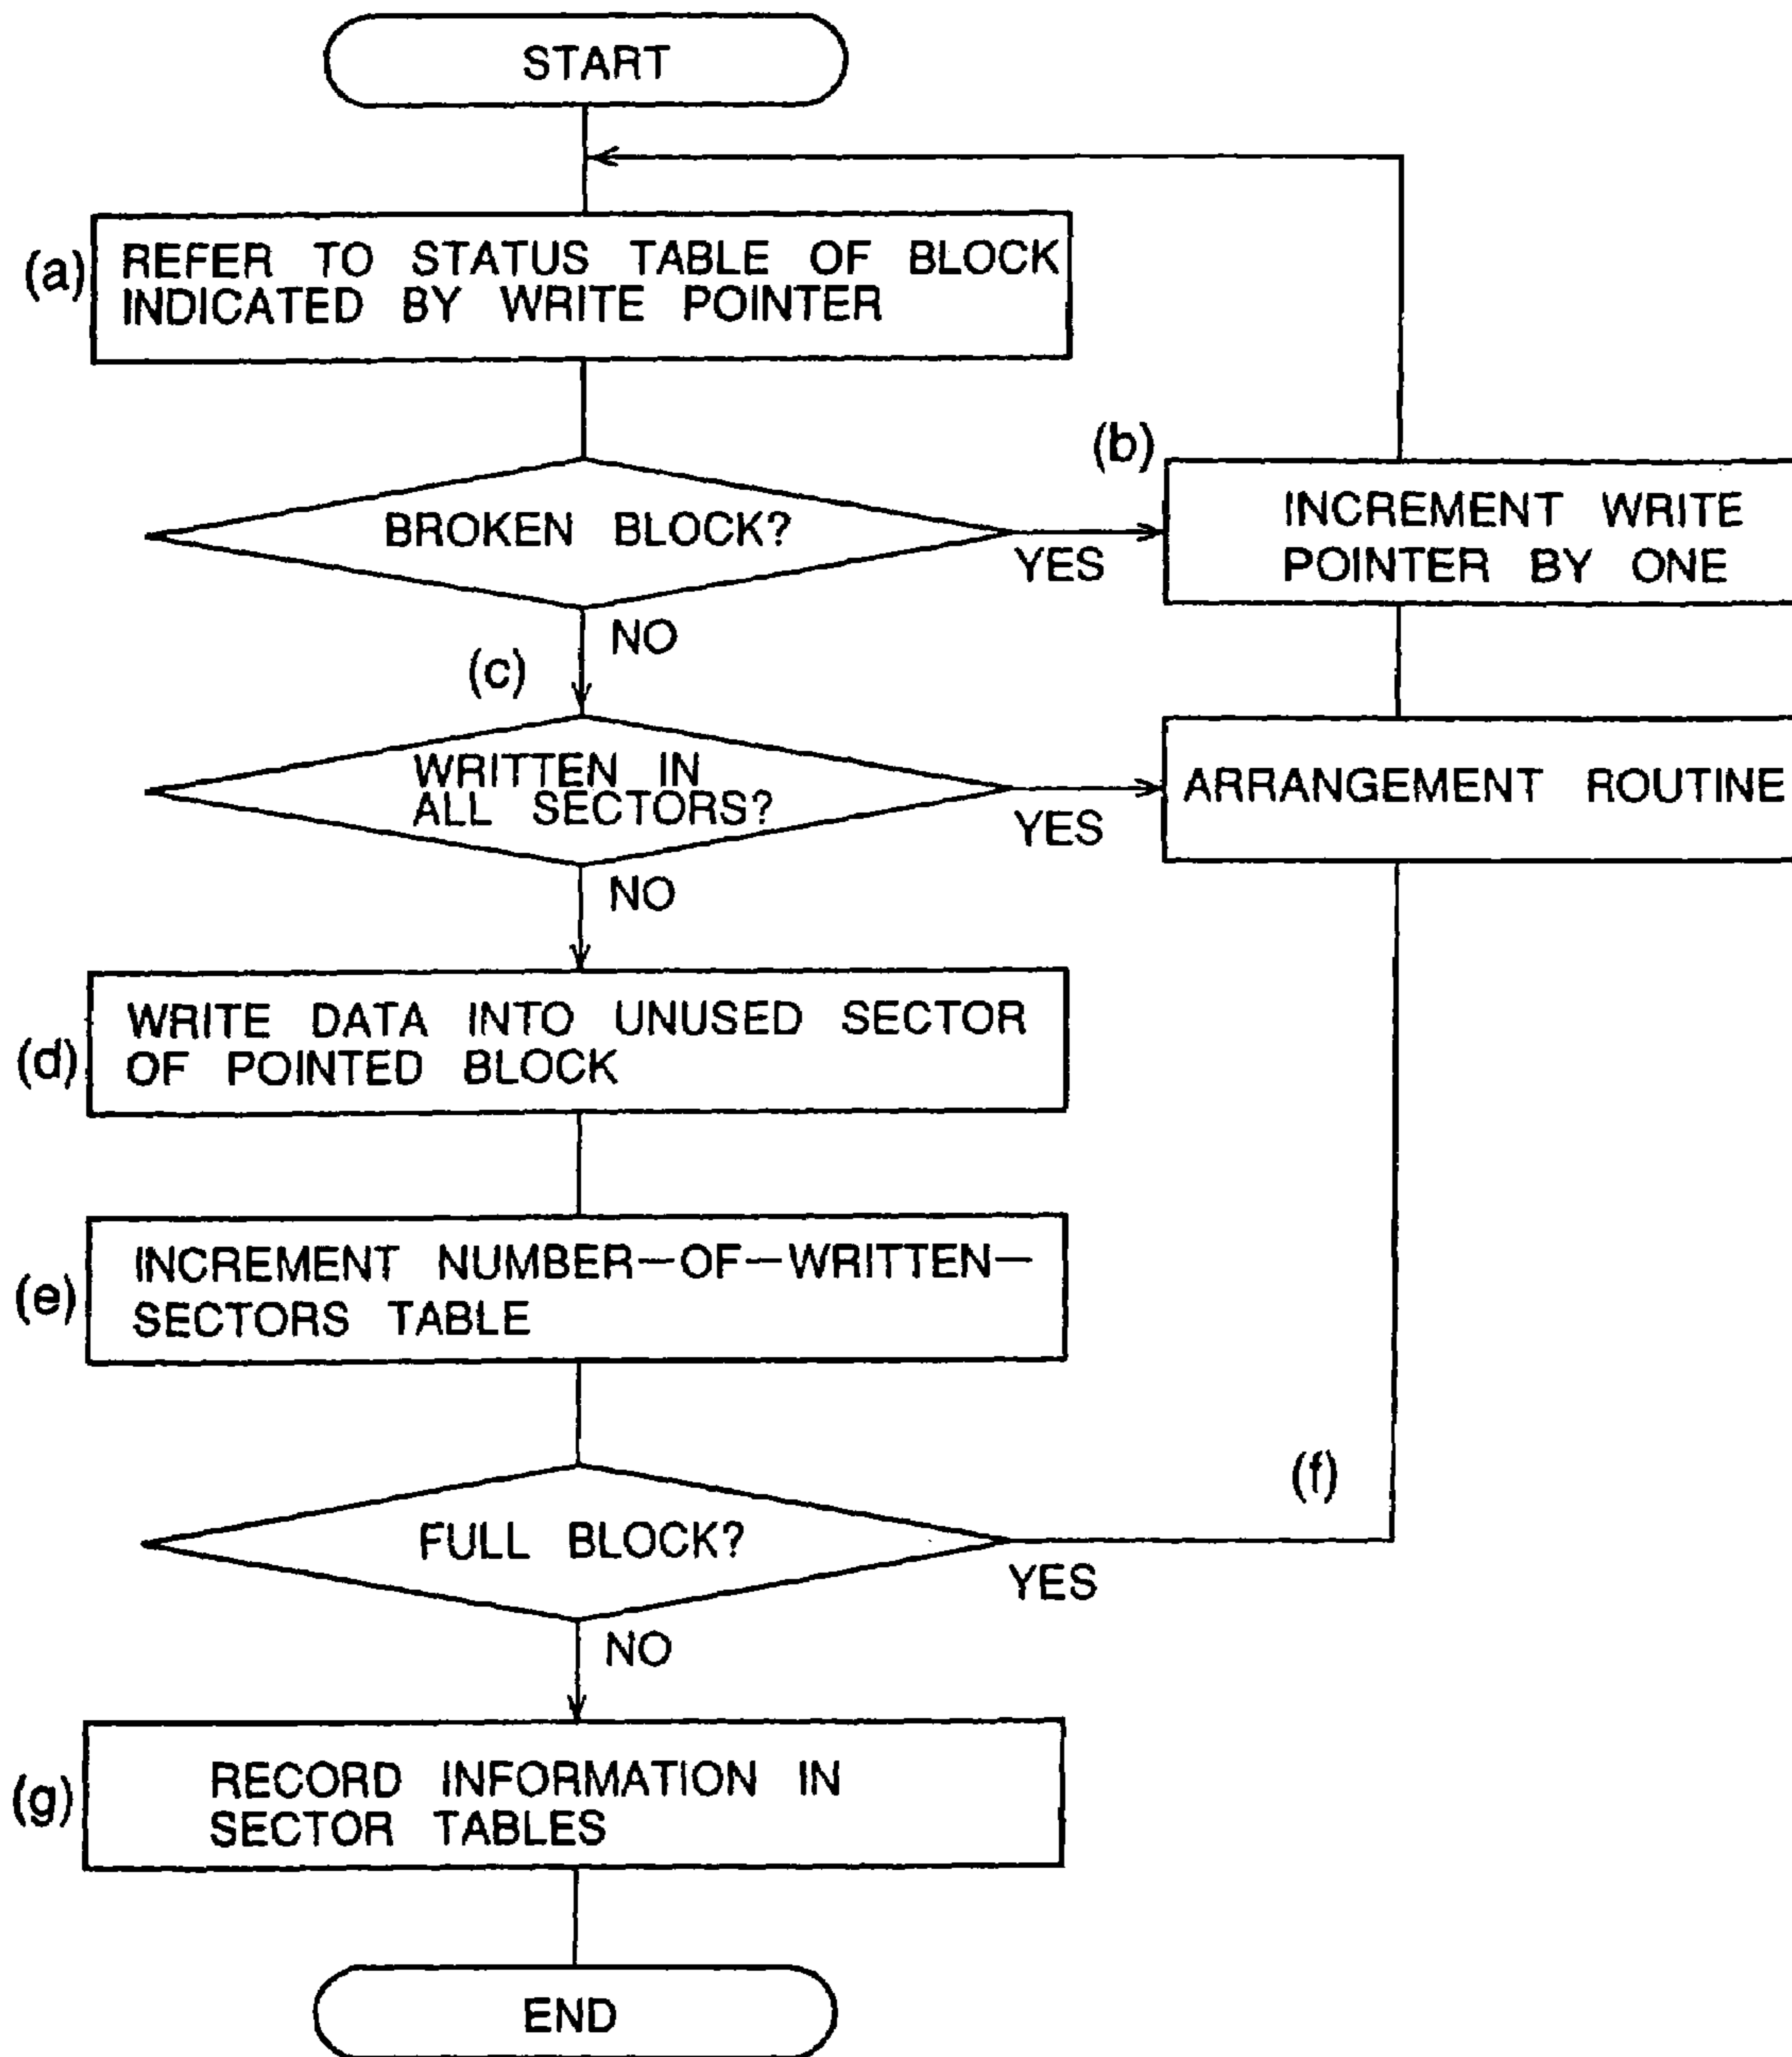 START
(a)
REFER TO STATUS TABLE OF BLOCK
INDICATED BY WRITE POINTER
(b)
BROKEN BLOCK?
YES
INCREMENT WRITE
POINTER BY ONE
NO
(c)
WRITTEN IN
ALL SECTORS?
YES
ARRANGEMENT ROUTINE
NO
(d)
WRITE DATA INTO UNUSED SECTOR
OF POINTED BLOCK
(e)
INCREMENT NUMBER—OF—WRITTEN—
SECTORS TABLE
(f)
FULL BLOCK?
YES
NO
(g)
RECORD INFORMATION IN
SECTOR TABLES
END